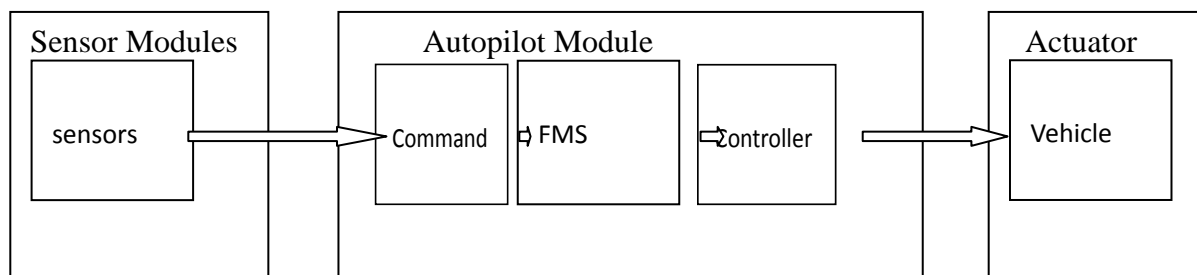 Sensor Modules
Autopilot Module
Actuator
sensors
Command
FMS
Controller
Vehicle